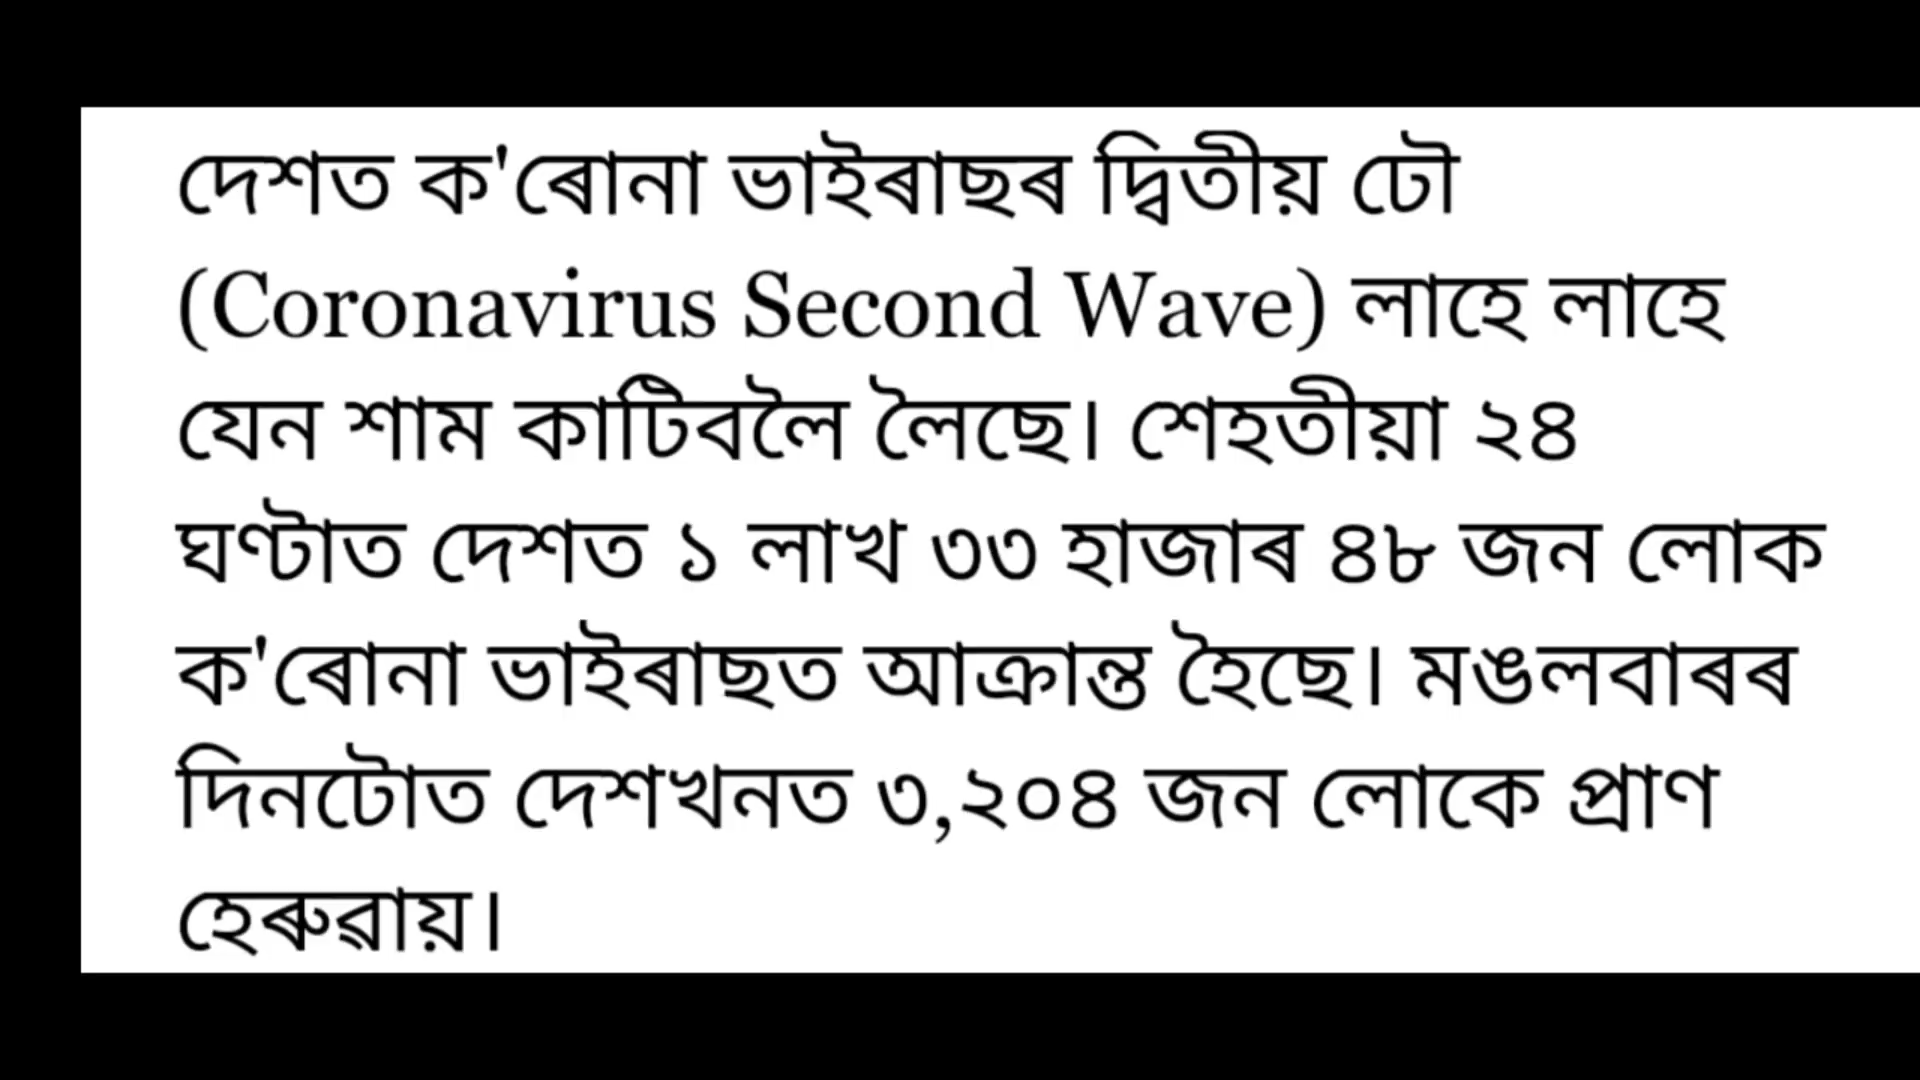 দেশত ক'ৰোনা ভাইৰাছৰ দ্বিতীয় ঢৌ
(Coronavirus Second Wave) লাহে লাহে
যেন শাম কাটিবলৈ লৈছে। শেহতীয়া ২৪
ঘণ্টাত দেশত ১ লাখ ৩৩ হাজাৰ ৪৮ জন লোক
ক'ৰোনা ভাইৰাছত আক্ৰান্ত হৈছে। মঙলবাৰৰ
দিনটোত দেশখনত ৩,২০৪ জন লোকে প্ৰাণ
হেৰুৱায়।